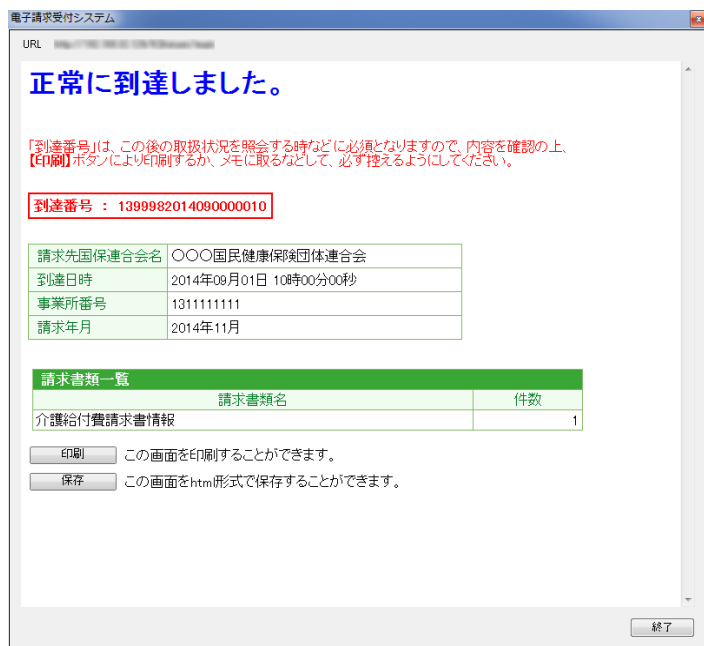 電子請求受付システム
URL
正常に到達しました。
「到達番号」は、この後の取扱状況を照会する時などに必須となりますので、内容を確認の上、
【印刷】ボタンにより印刷するか、メモに取るなどして、必ず控えるようにしてください。
到達番号 : 1399982014090000010
請求先国保連合会名 〇〇〇国民健康保険団体連合会
到達日時 2014年09月01日 10時00分00秒
事業所番号 1311111111
請求年月 2014年11月
請求書類一覧
請求書類名 件数
介護給付費請求書情報 1
印刷 この画面を印刷することができます。
保存 この画面をhtm形式で保存することができます。
終了